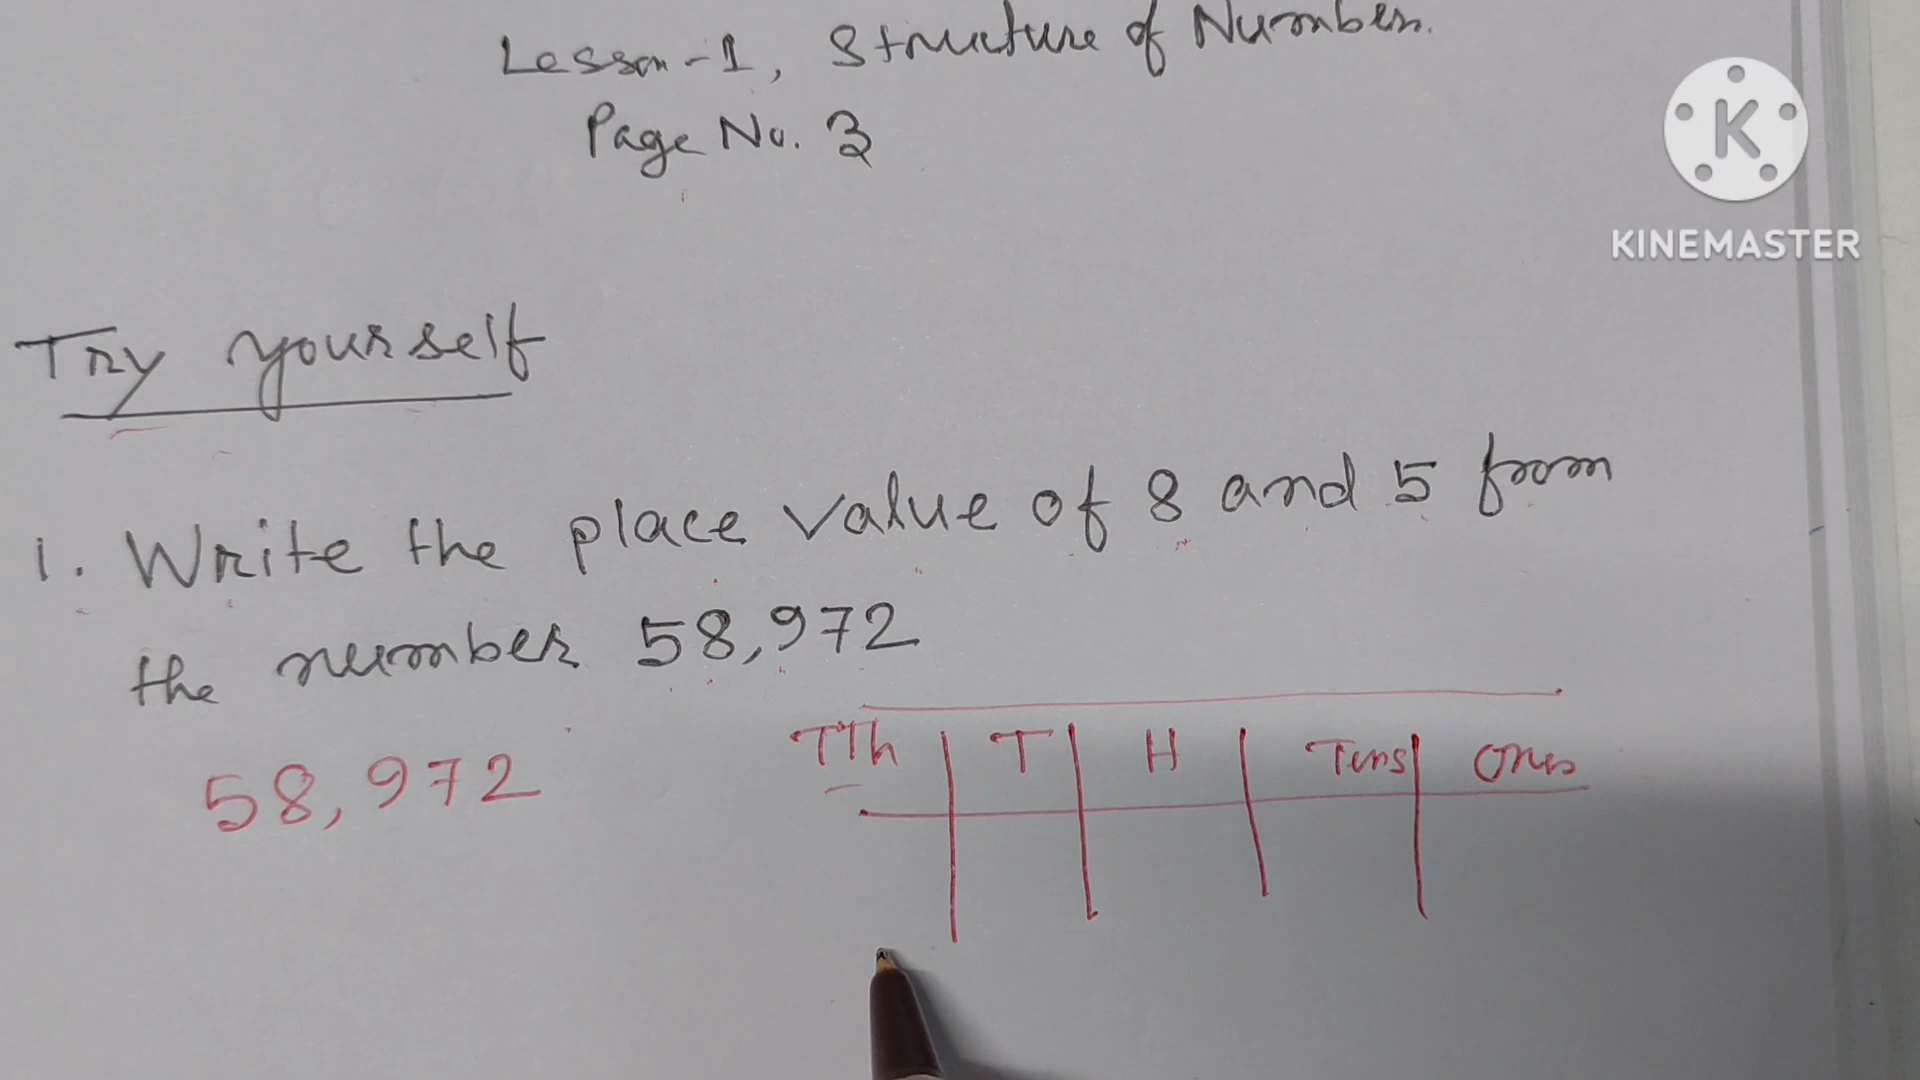 Lesson-1, Structure of Number.
Page No. 3
K
KINEMASTER
Try yourself
1. Write the place value of 8 and 5 from
the number 58,972
58,972
TTh T H Tens Ones